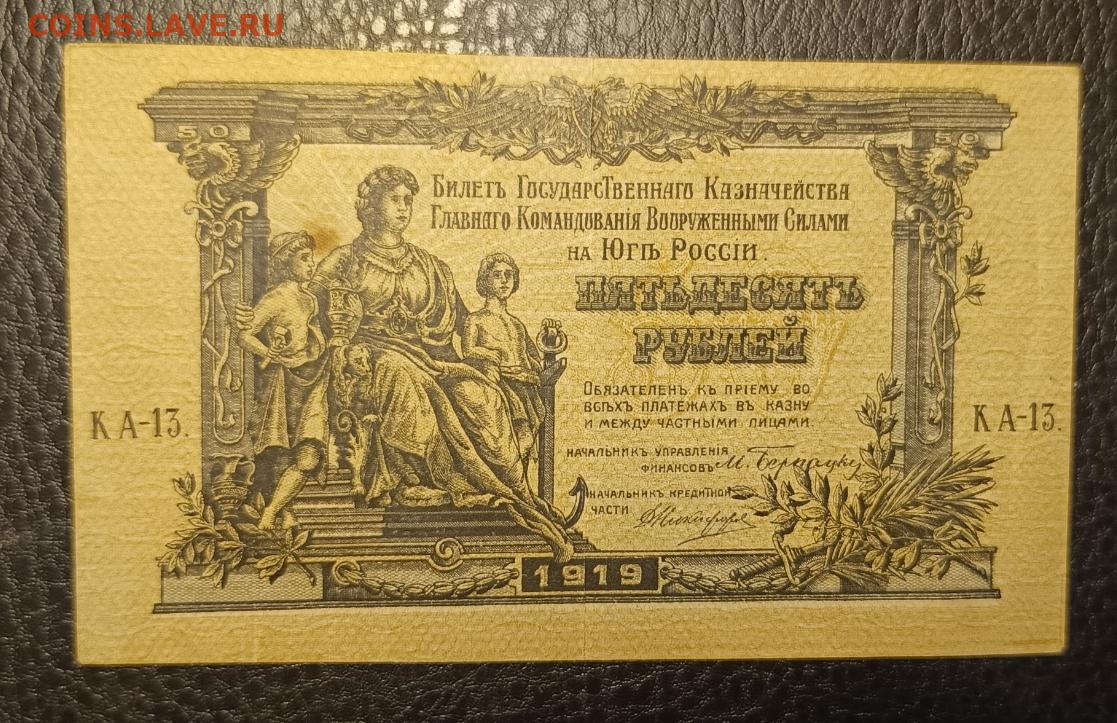 COINS.LAVE.RU
50
50
Билетъ Государственнаго Казначейства
Главнаго Командованія Вооруженными Силами
на Югѣ Россіи.
ПЯТЬДЕСЯТЪ
РУБЛЕЙ
Обязателенъ къ пріему во
всѣхъ платежахъ въ казну
и между частными лицами.
КА-13.
КА-13.
Начальникъ управленія
финансовъ
Начальникъ кредитной
части
1919